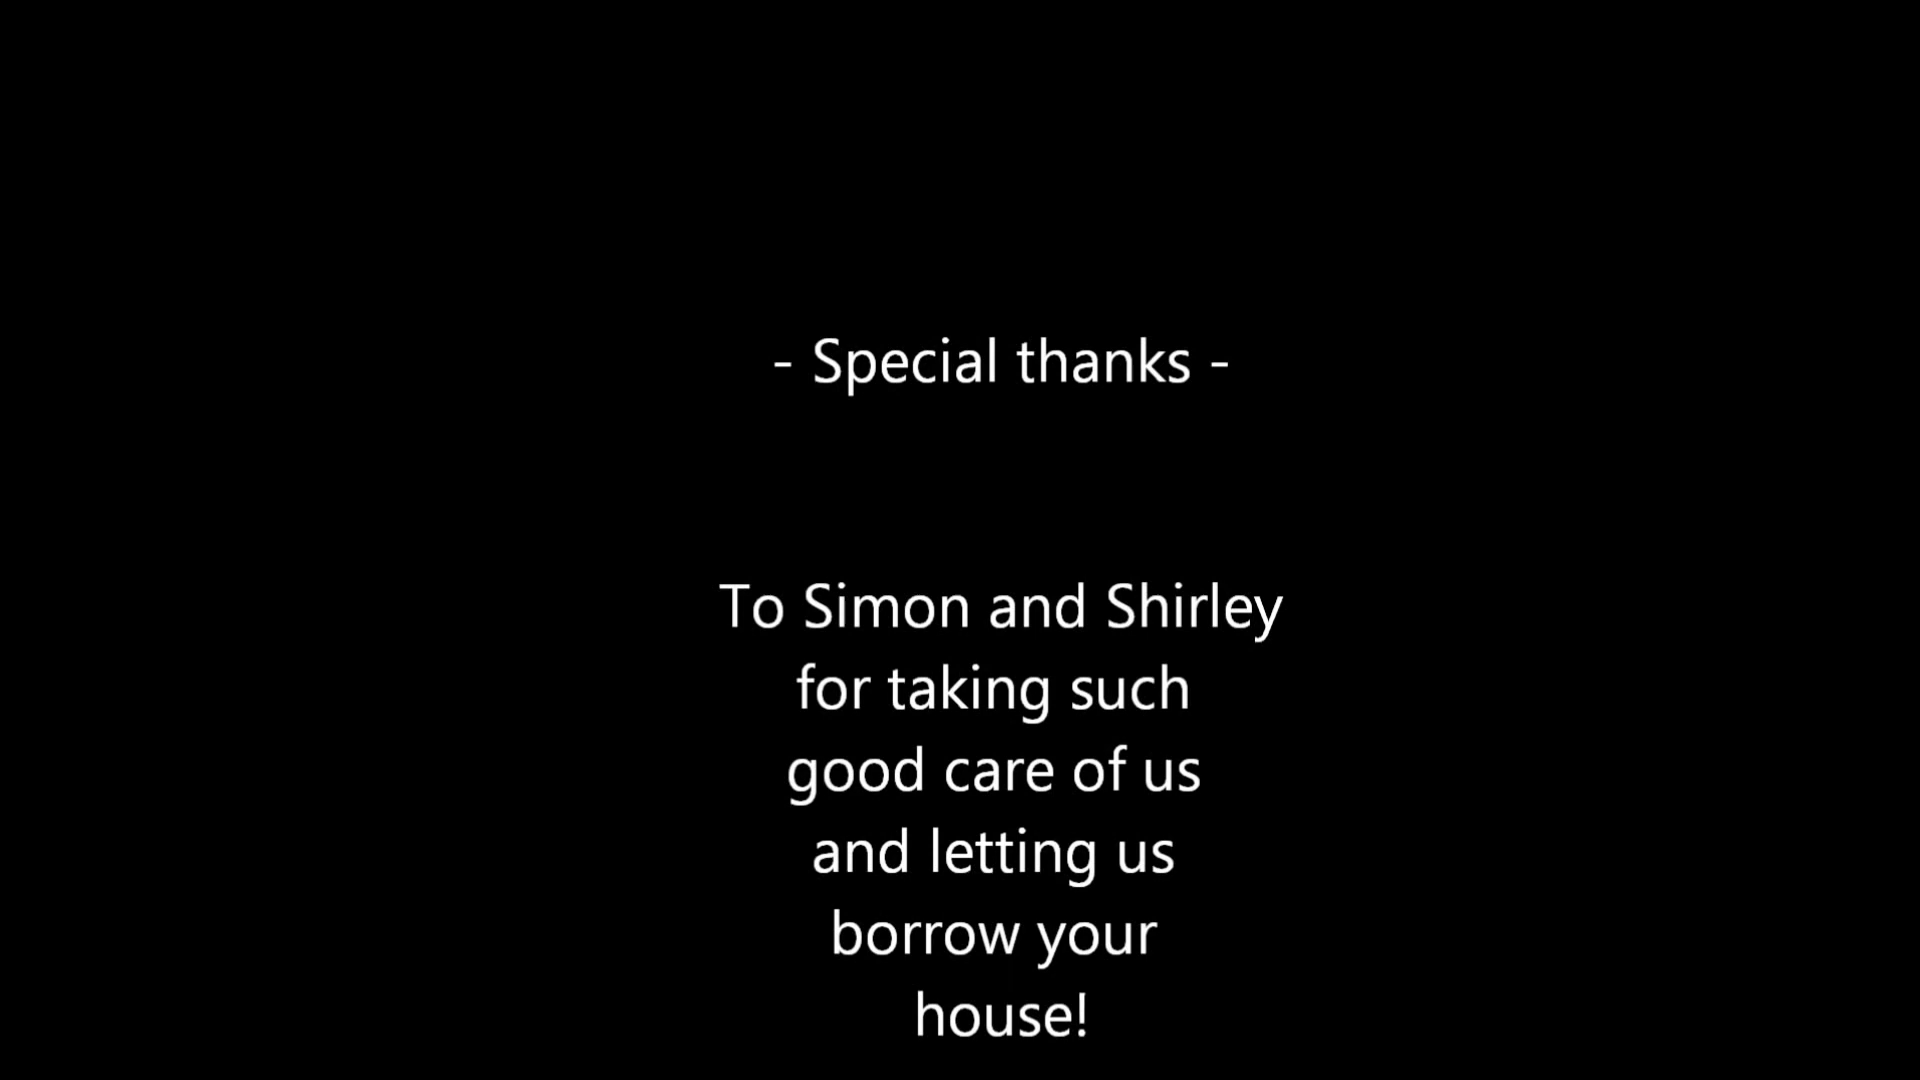 - Special thanks -
To Simon and Shirley
for taking such
good care of us
and letting us
borrow your
house!